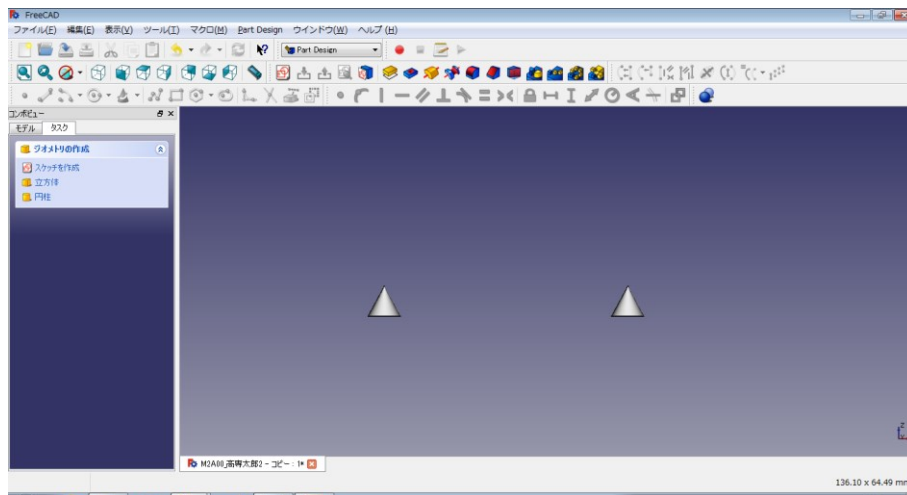 FreeCAD
ファイル(F) 編集(E) 表示(V) ツール(T) マクロ(M) Part Design ウインドウ(W) ヘルプ(H)
Part Design
コンボビュー
モデル タスク
ジオメトリの作成
スケッチを作成
立方体
円柱
M2A00_高専太郎2 - コピー : 1*
136.10 x 64.49 mm